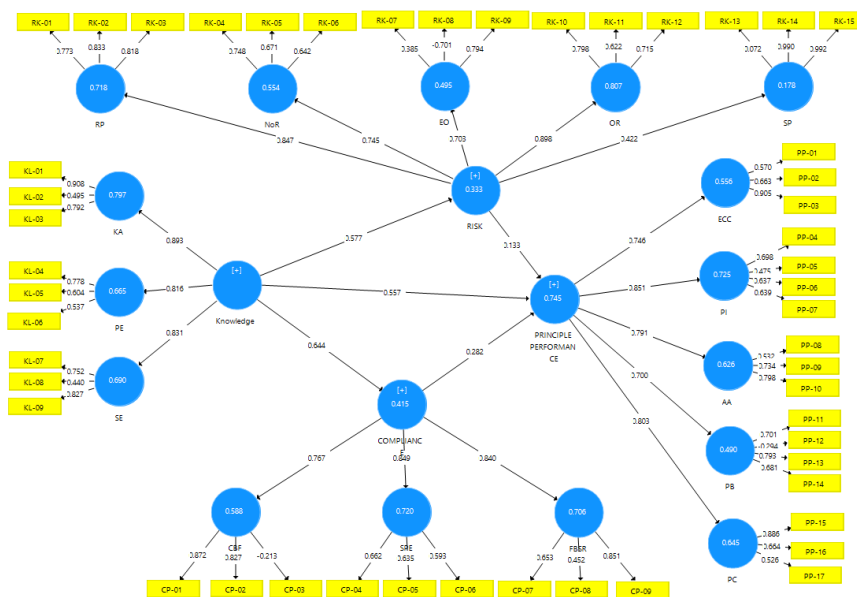 RK-01 RK-02 RK-03 RK-04 RK-05 RK-06 RK-07 RK-08 RK-09 RK-10 RK-11 RK-12 RK-13 RK-14 RK-15
0.773 0.833 0.818 0.748 0.671 0.642 0.385 -0.701 0.794 0.798 0.622 0.715 0.072 0.990 0.992
0.718 0.554 0.495 0.807 0.178
RP NoR EO OR SP
0.847 0.745 0.703 0.898 0.422
KL-01
KL-02
KL-03
0.908
0.495
0.792
0.797
KA
0.893
[+]
0.333
RISK
0.577
0.133
PP-01
PP-02
PP-03
0.570
0.663
0.905
0.556
ECC
0.746
KL-04
KL-05
KL-06
0.778
0.604
0.537
0.665
PE
0.816
[+]
Knowledge
0.557
[+]
0.745
PRINCIPLE
PERFORMAN
CE
0.851
0.725
PI
0.698
0.475
0.637
0.639
PP-04
PP-05
PP-06
PP-07
KL-07
KL-08
KL-09
0.752
0.440
0.827
0.690
SE
0.831
0.644
0.282
0.791
0.626
AA
0.532
0.734
0.798
PP-08
PP-09
PP-10
[+]
0.415
COMPLIANC
E
0.700
0.490
PB
0.701
-0.294
0.793
0.681
PP-11
PP-12
PP-13
PP-14
0.803
0.645
PC
0.886
0.664
0.526
PP-15
PP-16
PP-17
0.767 0.849 0.840
0.588 0.720 0.706
CBF SRE FBSR
0.872 0.827 -0.213 0.662 0.635 0.593 0.653 0.452 0.851
CP-01 CP-02 CP-03 CP-04 CP-05 CP-06 CP-07 CP-08 CP-09